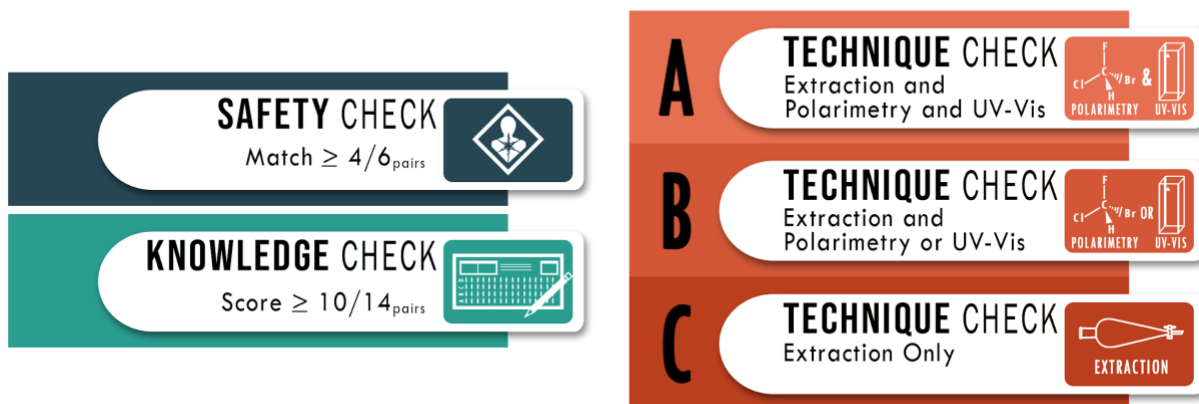 SAFETY CHECK
Match ≥ 4/6pairs
KNOWLEDGE CHECK
Score ≥ 10/14pairs
A
TECHNIQUE CHECK
Extraction and
Polarimetry and UV-Vis
F
Cl C Br &
H
POLARIMETRY UV-VIS
B
TECHNIQUE CHECK
Extraction and
Polarimetry or UV-Vis
F
Cl C Br OR
H
POLARIMETRY UV-VIS
C
TECHNIQUE CHECK
Extraction Only
EXTRACTION